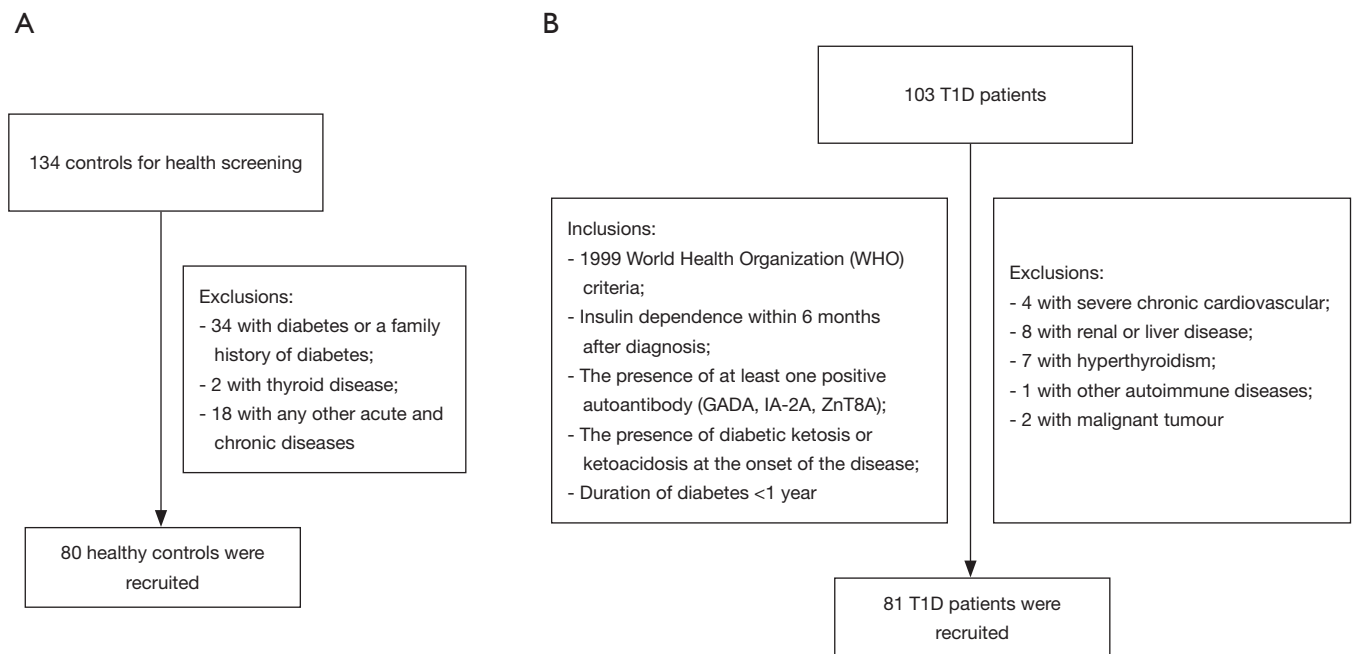 A
134 controls for health screening
Exclusions:
- 34 with diabetes or a family
history of diabetes;
- 2 with thyroid disease;
- 18 with any other acute and
chronic diseases
80 healthy controls were
recruited
B
103 T1D patients
Inclusions:
- 1999 World Health Organization (WHO)
criteria;
- Insulin dependence within 6 months
after diagnosis;
- The presence of at least one positive
autoantibody (GADA, IA-2A, ZnT8A);
- The presence of diabetic ketosis or
ketoacidosis at the onset of the disease;
- Duration of diabetes <1 year
Exclusions:
- 4 with severe chronic cardiovascular;
- 8 with renal or liver disease;
- 7 with hyperthyroidism;
- 1 with other autoimmune diseases;
- 2 with malignant tumour
81 T1D patients were
recruited